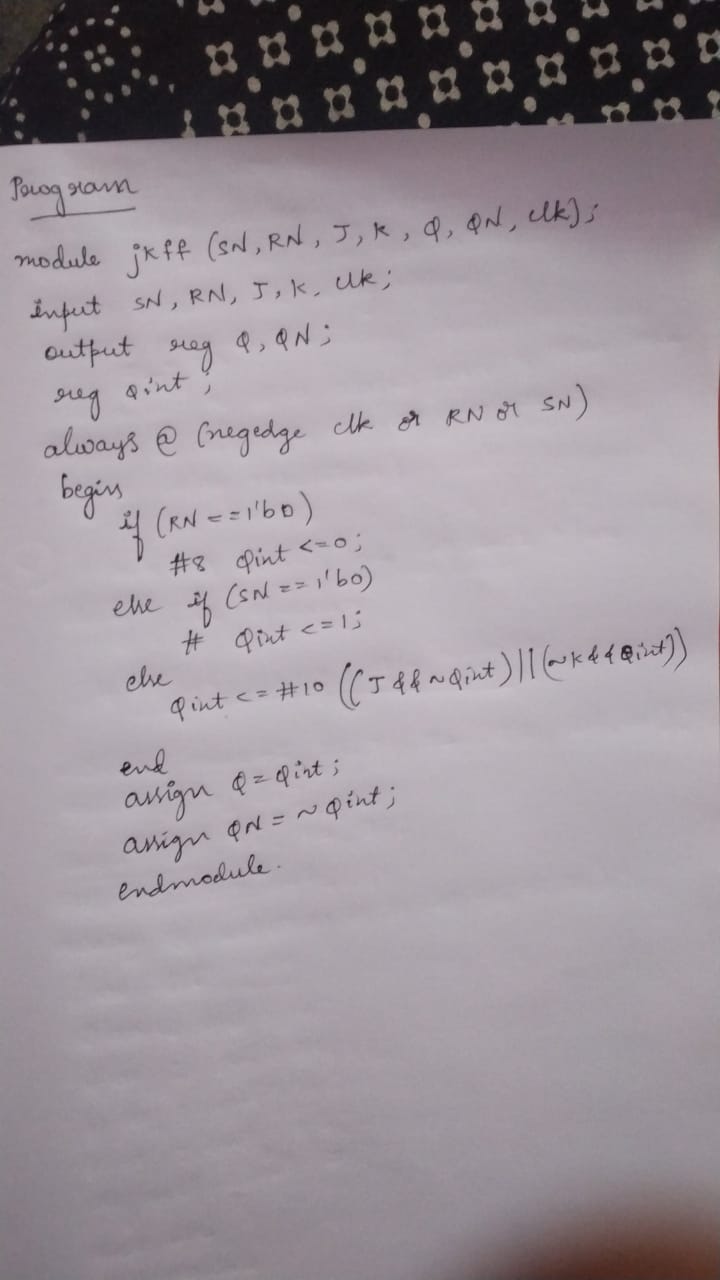 Program
module jkff (SN, RN, J, K, Q, QN, clk);
input SN, RN, J, K, clk;
output reg Q, QN;
reg Qint;
always @ (negedge clk or RN or SN)
begin
if (RN == 1'b0)
#8 Qint <= 0;
else if (SN == 1'b0)
# Qint <= 1;
else
Qint <= #10 ((J && ~Qint) || (~K && Qint))
end
assign Q = Qint;
assign QN = ~Qint;
endmodule.